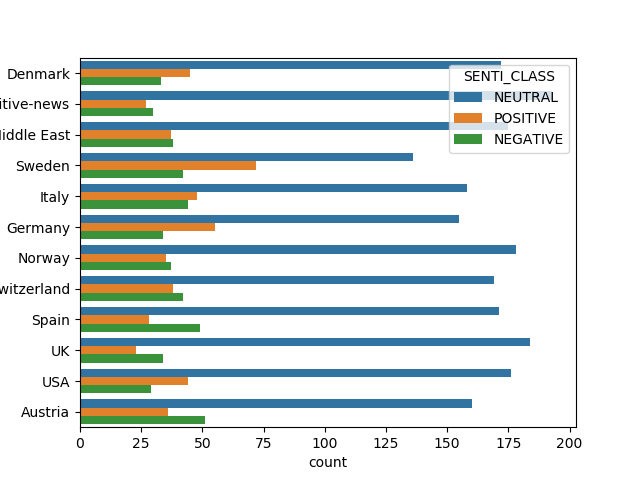 SENTI_CLASS
NEUTRAL
POSITIVE
NEGATIVE
Denmark
itive-news
iddle East
Sweden
Italy
Germany
Norway
witzerland
Spain
UK
USA
Austria
0 25 50 75 100 125 150 175 200
count